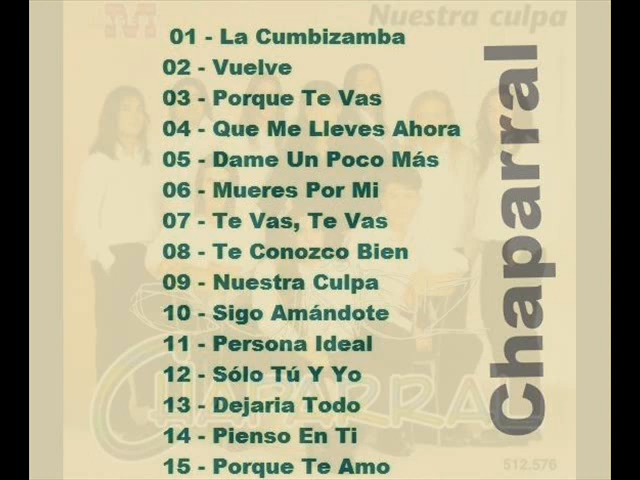 M
Nuestra culpa
01 - La Cumbizamba
02 - Vuelve
03 - Porque Te Vas
04 - Que Me Lleves Ahora
05 - Dame Un Poco Más
06 - Mueres Por Mi
07 - Te Vas, Te Vas
08 - Te Conozco Bien
09 - Nuestra Culpa
10 - Sigo Amándote
11 - Persona Ideal
12 - Sólo Tú Y Yo
13 - Dejaria Todo
14 - Pienso En Ti
15 - Porque Te Amo
Chaparral
CHAPARRAL
512.576